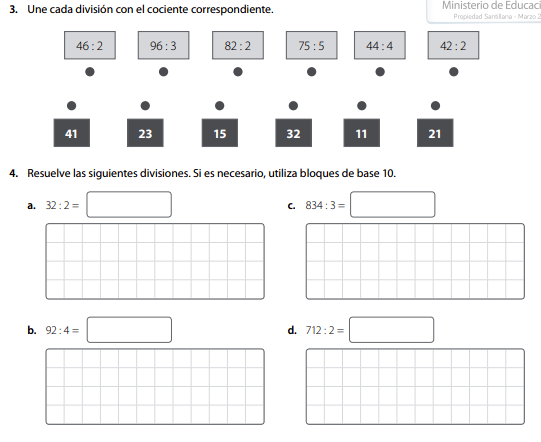 Ministerio de Educaci
Propiedad Santillana - Marzo 2
3. Une cada división con el cociente correspondiente.
46 : 2 96 : 3 82 : 2 75 : 5 44 : 4 42 : 2
41 23 15 32 11 21
4. Resuelve las siguientes divisiones. Si es necesario, utiliza bloques de base 10.
a. 32 : 2 = c. 834 : 3 =
b. 92 : 4 = d. 712 : 2 =